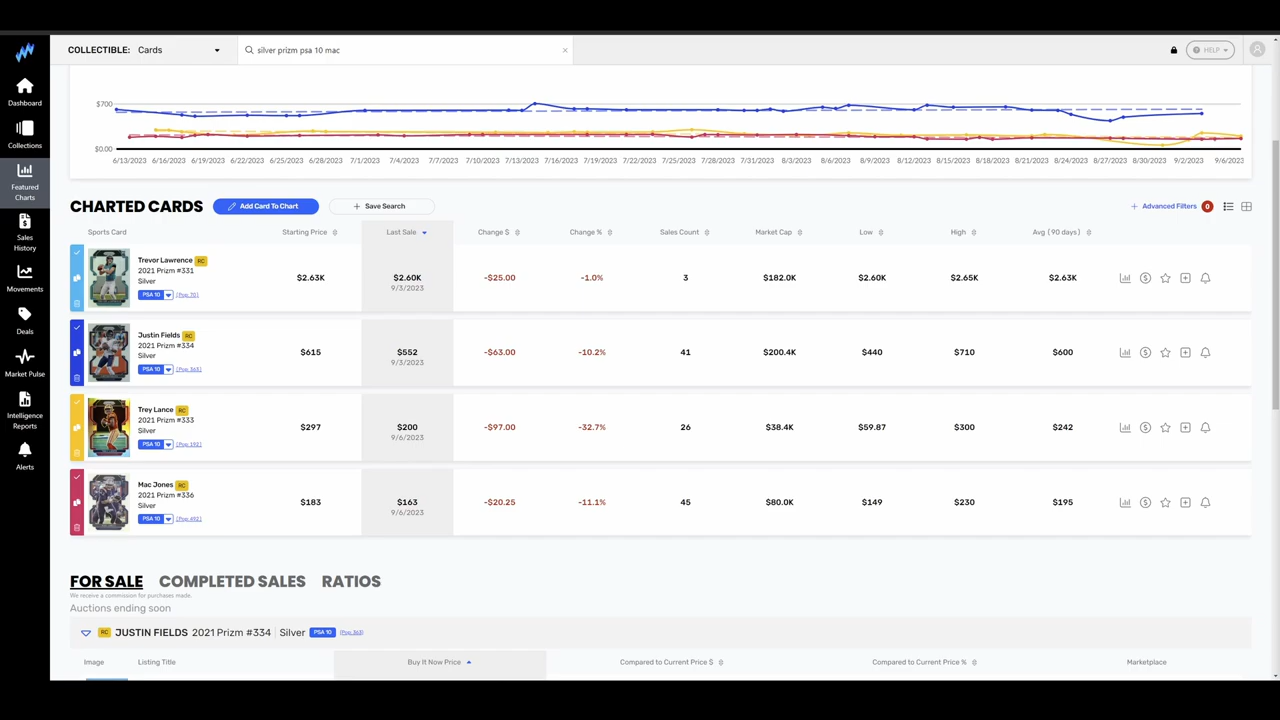 COLLECTIBLE: Cards
silver prizm psa 10 mac
HELP
Dashboard
Collections
Featured Charts
Sales History
Movements
Deals
Market Pulse
Intelligence Reports
Alerts
$700
$0.00
6/13/2023 6/16/2023 6/19/2023 6/22/2023 6/25/2023 6/28/2023 7/1/2023 7/4/2023 7/7/2023 7/10/2023 7/13/2023 7/16/2023 7/19/2023 7/22/2023 7/25/2023 7/28/2023 7/31/2023 8/3/2023 8/6/2023 8/9/2023 8/12/2023 8/15/2023 8/18/2023 8/21/2023 8/24/2023 8/27/2023 8/30/2023 9/2/2023 9/6/2023
CHARTED CARDS Add Card To Chart + Save Search + Advanced Filters 0
Sports Card Starting Price Last Sale Change $ Change % Sales Count Market Cap Low High Avg (90 days)
Trevor Lawrence RC
2021 Prizm #331
Silver
PSA 10 (Pop 70)
$2.63K $2.60K -$25.00 -1.0% 3 $182.0K $2.60K $2.65K $2.63K
9/3/2023
Justin Fields RC
2021 Prizm #334
Silver
PSA 10 (Pop 363)
$615 $552 -$63.00 -10.2% 41 $200.4K $440 $710 $600
9/3/2023
Trey Lance RC
2021 Prizm #333
Silver
PSA 10 (Pop 192)
$297 $200 -$97.00 -32.7% 26 $38.4K $59.87 $300 $242
9/6/2023
Mac Jones RC
2021 Prizm #336
Silver
PSA 10 (Pop 492)
$183 $163 -$20.25 -11.1% 45 $80.0K $149 $230 $195
9/6/2023
FOR SALE COMPLETED SALES RATIOS
We receive a commission for purchases made.
Auctions ending soon
RC JUSTIN FIELDS 2021 Prizm #334 Silver PSA 10 (Pop 363)
Image Listing Title Buy It Now Price Compared to Current Price $ Compared to Current Price % Marketplace